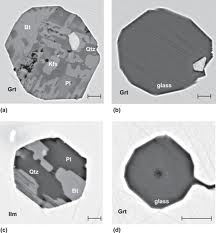 Bt
Qtz
Kfs
Pl
Grt
(a)
glass
Grt
(b)
Pl
Qtz
Bt
Ilm
(c)
glass
Grt
(d)